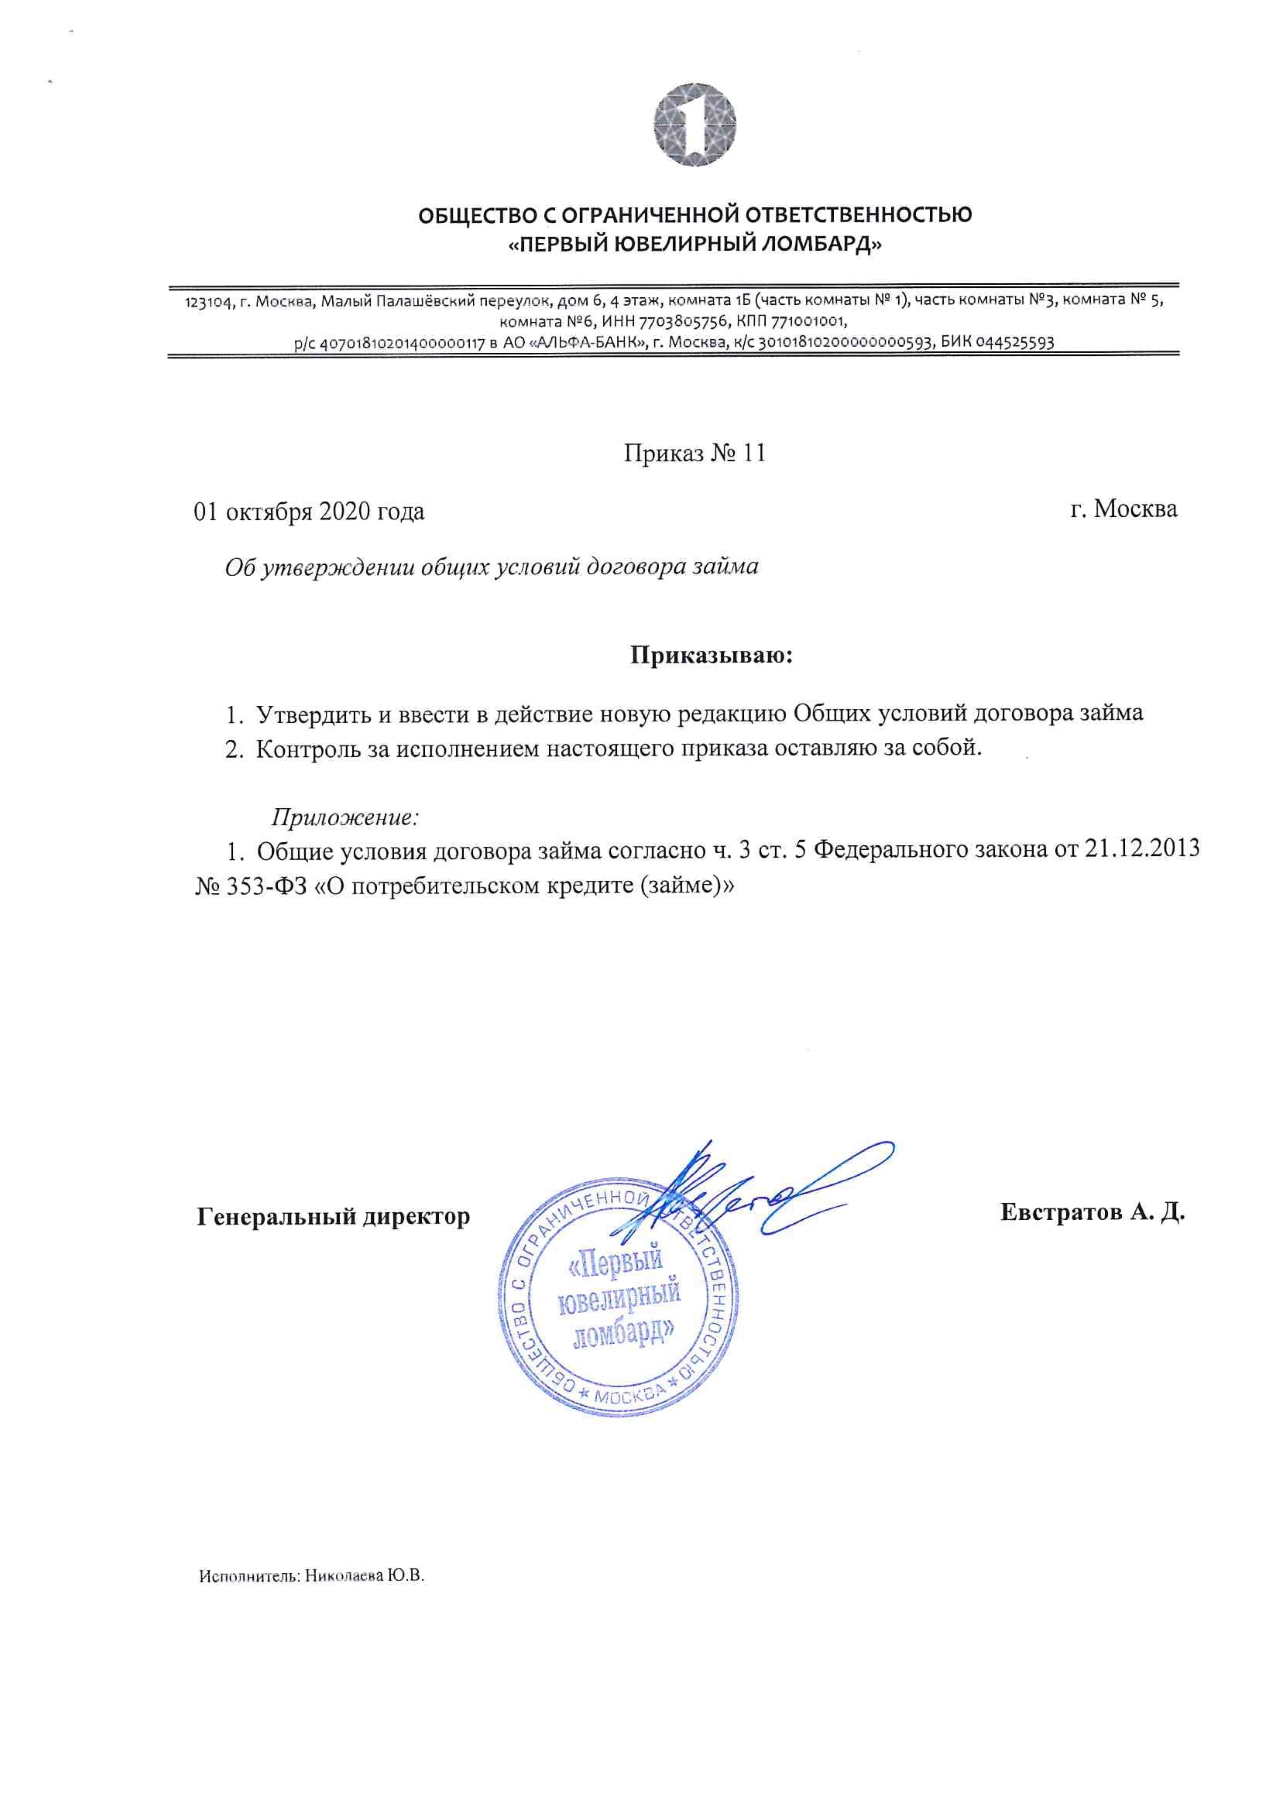 1
ОБЩЕСТВО С ОГРАНИЧЕННОЙ ОТВЕТСТВЕННОСТЬЮ
«ПЕРВЫЙ ЮВЕЛИРНЫЙ ЛОМБАРД»
123104, г. Москва, Малый Палашёвский переулок, дом 6, 4 этаж, комната 1Б (часть комнаты № 1), часть комнаты №3, комната № 5,
комната №6, ИНН 7703805756, КПП 771001001,
р/с 40701810201400000117 в АО «АЛЬФА-БАНК», г. Москва, к/с 30101810200000000593, БИК 044525593
Приказ № 11
01 октября 2020 года г. Москва
Об утверждении общих условий договора займа
Приказываю:
1. Утвердить и ввести в действие новую редакцию Общих условий договора займа
2. Контроль за исполнением настоящего приказа оставляю за собой.
Приложение:
1. Общие условия договора займа согласно ч. 3 ст. 5 Федерального закона от 21.12.2013
№ 353-ФЗ «О потребительском кредите (займе)»
Генеральный директор Евстратов А. Д.
ОБЩЕСТВО С ОГРАНИЧЕННОЙ ОТВЕТСТВЕННОСТЬЮ
«Первый
ювелирный
ломбард»
* МОСКВА *
Исполнитель: Николаева Ю.В.